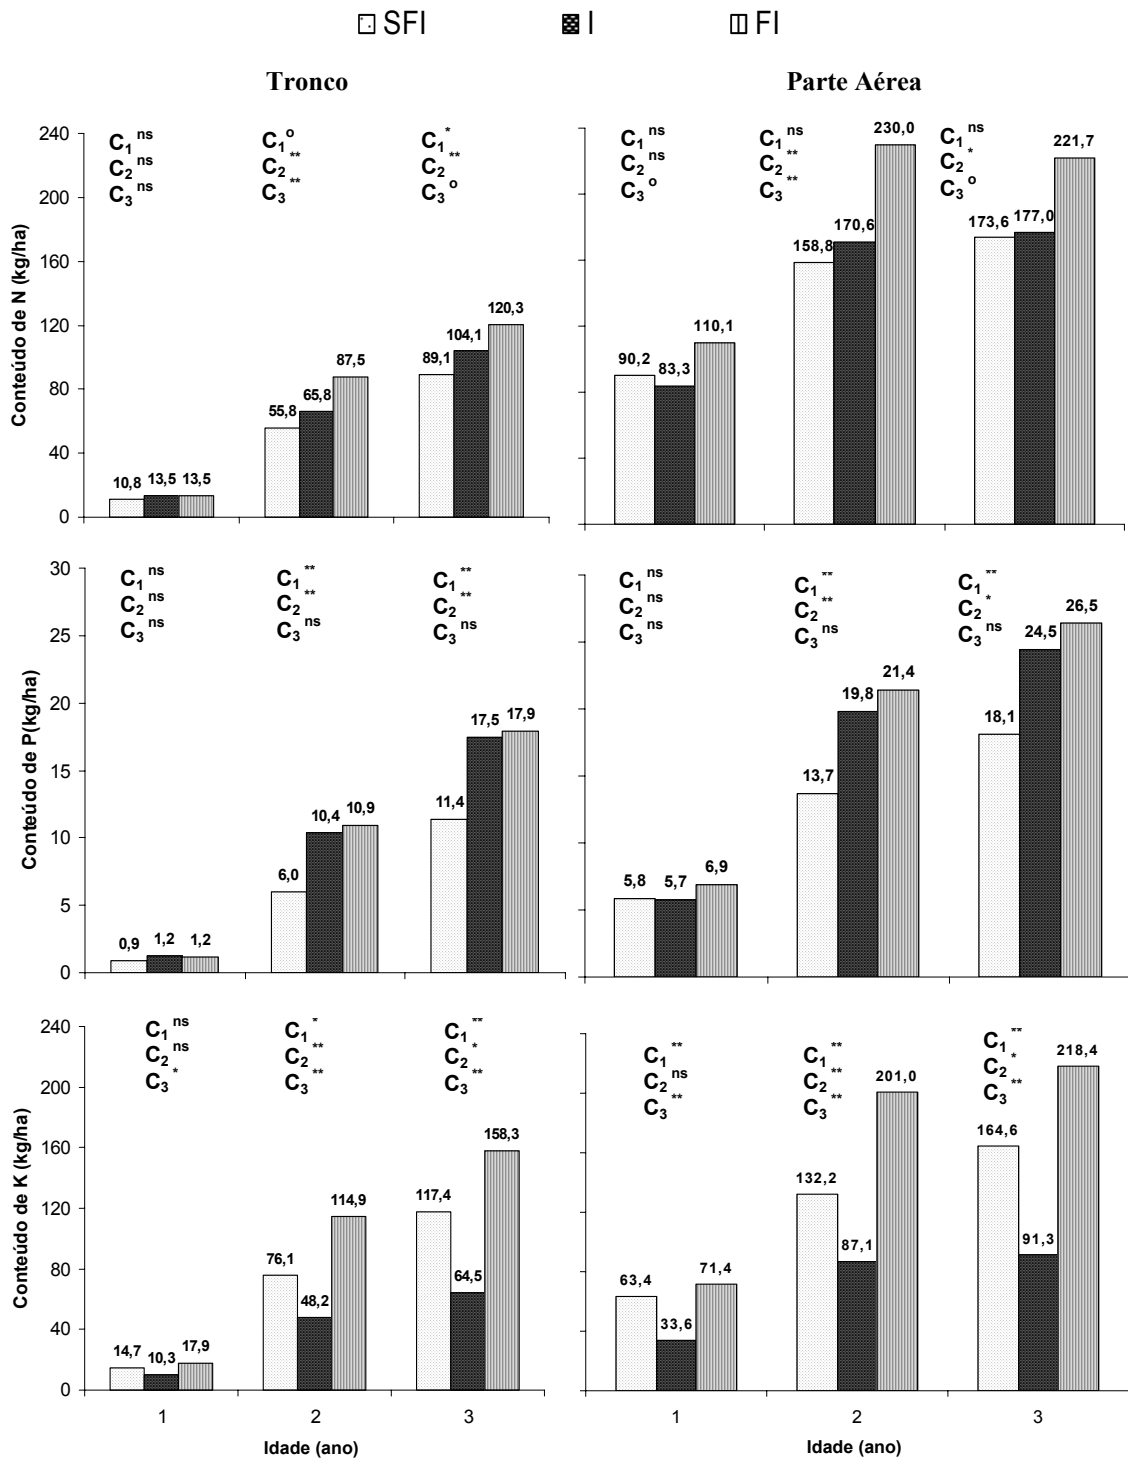 SFI I FI
Tronco Parte Aérea
Conteúdo de N (kg/ha)
240
200
160
120
80
40
0
C1 ns
C2 ns
C3 ns
C1 o
C2 **
C3 **
C1 *
C2 **
C3 o
10,8 13,5 13,5
55,8 65,8 87,5
89,1 104,1 120,3
C1 ns
C2 ns
C3 o
C1 ns
C2 **
C3 **
C1 ns
C2 *
C3 o
90,2 83,3 110,1
158,8 170,6 230,0
173,6 177,0 221,7
Conteúdo de P(kg/ha)
30
25
20
15
10
5
0
C1 ns
C2 ns
C3 ns
C1 **
C2 **
C3 ns
C1 **
C2 **
C3 ns
0,9 1,2 1,2
6,0 10,4 10,9
11,4 17,5 17,9
C1 ns
C2 ns
C3 ns
C1 **
C2 **
C3 ns
C1 **
C2 *
C3 ns
5,8 5,7 6,9
13,7 19,8 21,4
18,1 24,5 26,5
Conteúdo de K (kg/ha)
240
200
160
120
80
40
0
C1 ns
C2 ns
C3 *
C1 *
C2 **
C3 **
C1 **
C2 *
C3 **
14,7 10,3 17,9
76,1 48,2 114,9
117,4 64,5 158,3
1 2 3
Idade (ano)
C1 **
C2 ns
C3 **
C1 **
C2 **
C3 **
C1 **
C2 *
C3 **
63,4 33,6 71,4
132,2 87,1 201,0
164,6 91,3 218,4
1 2 3
Idade (ano)